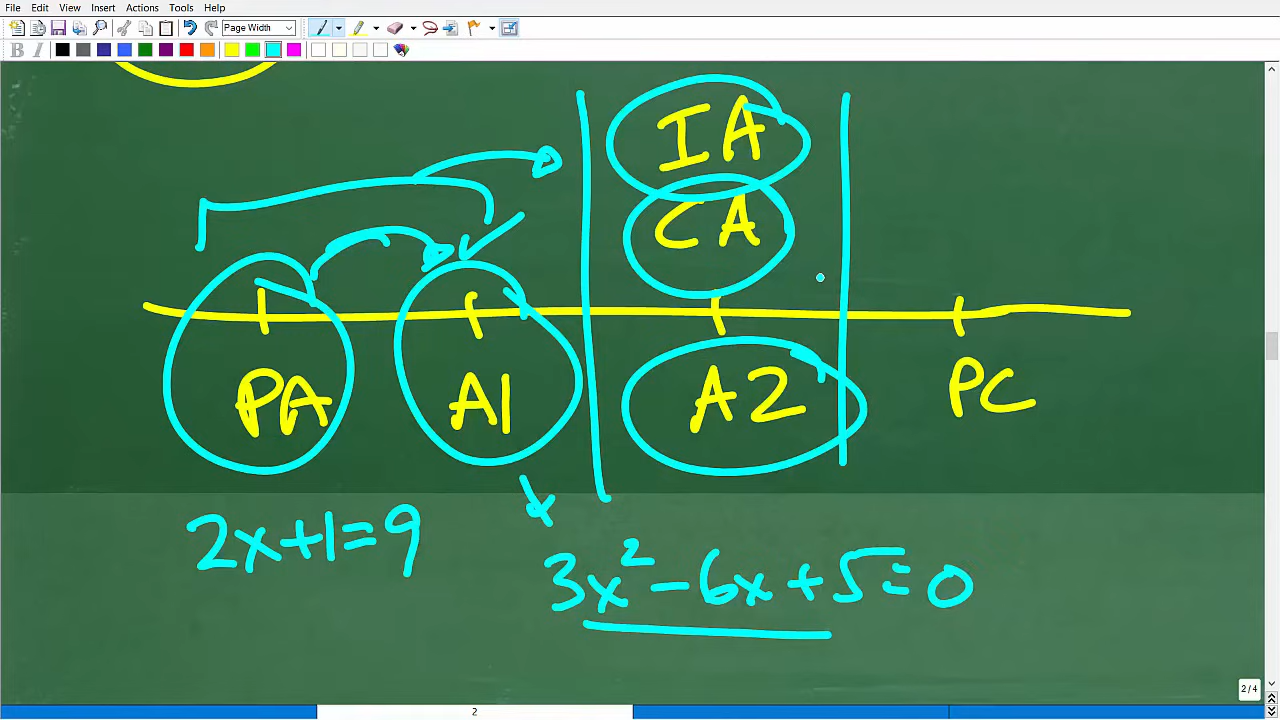 File Edit View Insert Actions Tools Help
Page Width
B I
IA
CA
PA A1 A2 PC
2x+1=9
3x²-6x+5=0
2/4
2